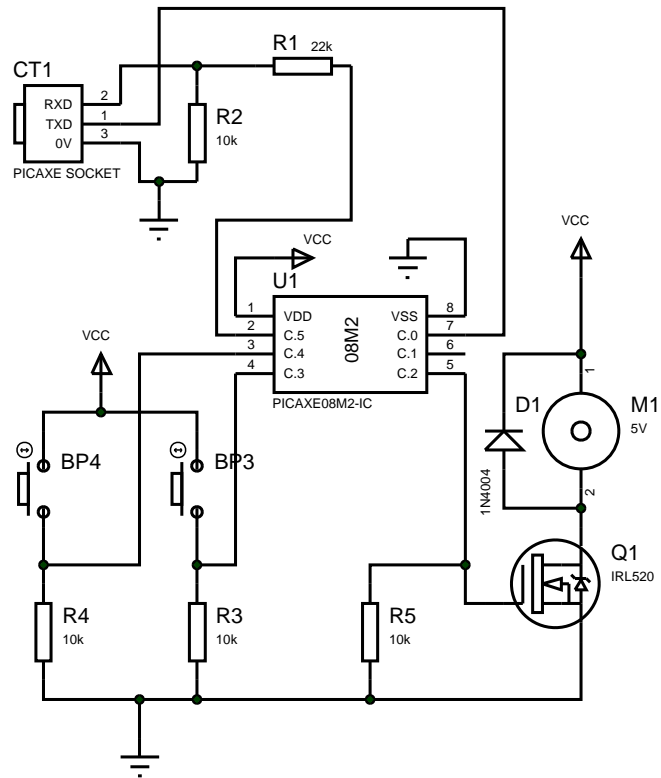 R1 22k
CT1
RXD 2
TXD 1
0V 3
PICAXE SOCKET
R2
10k
VCC
VCC
U1
1 VDD VSS 8
2 C.5 C.0 7
3 C.4 C.1 6
4 C.3 C.2 5
08M2
PICAXE08M2-IC
VCC
BP4
BP3
D1
1N4004
1
M1
5V
2
Q1
IRL520
R4
10k
R3
10k
R5
10k